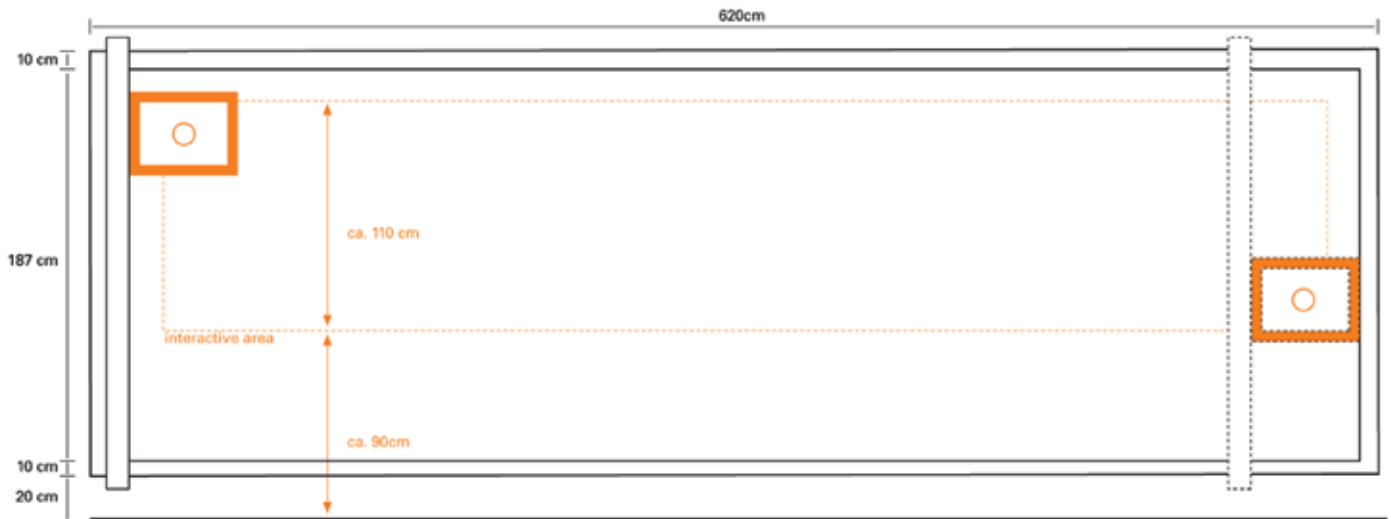 620cm
10 cm
ca. 110 cm
187 cm
interactive area
ca. 90cm
10 cm
20 cm